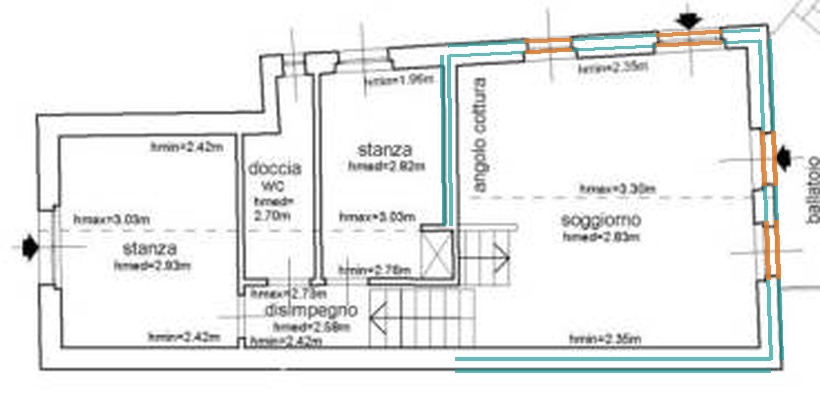 hmin=1.96m
hmin=2.35m
angolo cottura
hmin=2.42m
stanza
hmed=2.82m
doccia
WC
hmed=
2.70m
ballatoio
hmax=3.30m
hmax=3.03m
hmax=3.03m
soggiorno
hmed=2.83m
stanza
hmed=2.93m
hmin=2.76m
hmax=2.73m
disimpegno
hmed=2.58m
hmin=2.42m
hmin=2.42m
hmin=2.35m